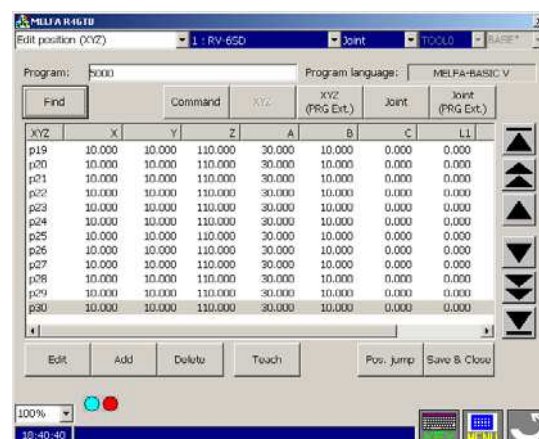 MELFA R46TB
Edit position (XYZ) 1 : RV-6SD Joint TOOL0 BASE*
Program: 5000 Program language: MELFA-BASIC V
Find Command XYZ XYZ (PRG Ext.) Joint Joint (PRG Ext.)
XYZ X Y Z A B C L1
p19 10.000 10.000 110.000 30.000 10.000 0.000 0.000
p20 10.000 10.000 110.000 30.000 10.000 0.000 0.000
p21 10.000 10.000 110.000 30.000 10.000 0.000 0.000
p22 10.000 10.000 110.000 30.000 10.000 0.000 0.000
p23 10.000 10.000 110.000 30.000 10.000 0.000 0.000
p24 10.000 10.000 110.000 30.000 10.000 0.000 0.000
p25 10.000 10.000 110.000 30.000 10.000 0.000 0.000
p26 10.000 10.000 110.000 30.000 10.000 0.000 0.000
p27 10.000 10.000 110.000 30.000 10.000 0.000 0.000
p28 10.000 10.000 110.000 30.000 10.000 0.000 0.000
p29 10.000 10.000 110.000 30.000 10.000 0.000 0.000
p30 10.000 10.000 110.000 30.000 10.000 0.000 0.000
Edit Add Delete Teach Pos. jump Save & Close
100%
18:40:40 MENU